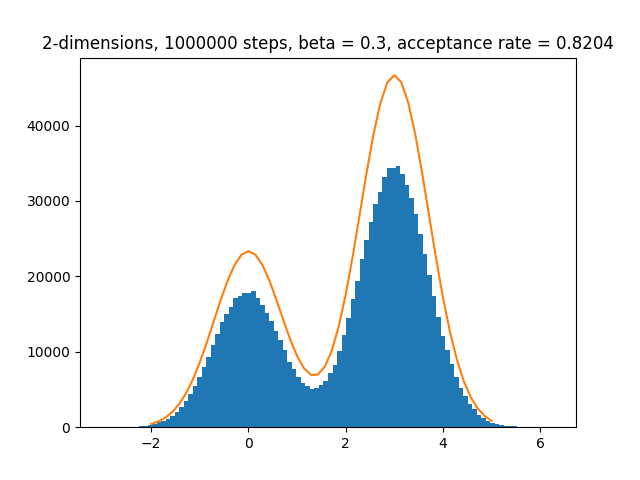 2-dimensions, 1000000 steps, beta = 0.3, acceptance rate = 0.8204
40000
30000
20000
10000
0
−2 0 2 4 6